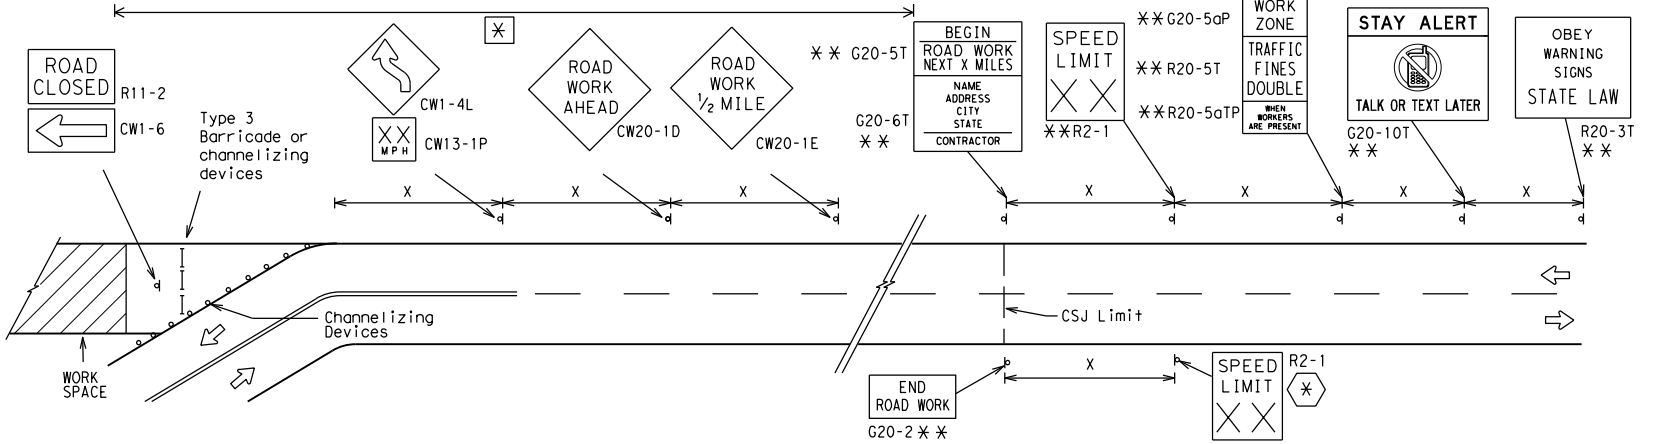 ROAD
CLOSED
R11-2
CW1-6
Type 3
Barricade or
channelizing
devices
CW1-4L
XX
MPH
CW13-1P
*
ROAD
WORK
AHEAD
CW20-1D
ROAD
WORK
1/2 MILE
CW20-1E
** G20-5T
G20-6T
**
BEGIN
ROAD WORK
NEXT X MILES
NAME
ADDRESS
CITY
STATE
CONTRACTOR
SPEED
LIMIT
X X
**R2-1
**G20-5aP
**R20-5T
**R20-5aTP
WORK
ZONE
TRAFFIC
FINES
DOUBLE
WHEN
WORKERS
ARE PRESENT
STAY ALERT
TALK OR TEXT LATER
G20-10T
**
OBEY
WARNING
SIGNS
STATE LAW
R20-3T
**
X
X
X
X
X
X
X
Channelizing
Devices
CSJ Limit
WORK
SPACE
X
END
ROAD WORK
G20-2 **
SPEED
LIMIT
X X
R2-1
*